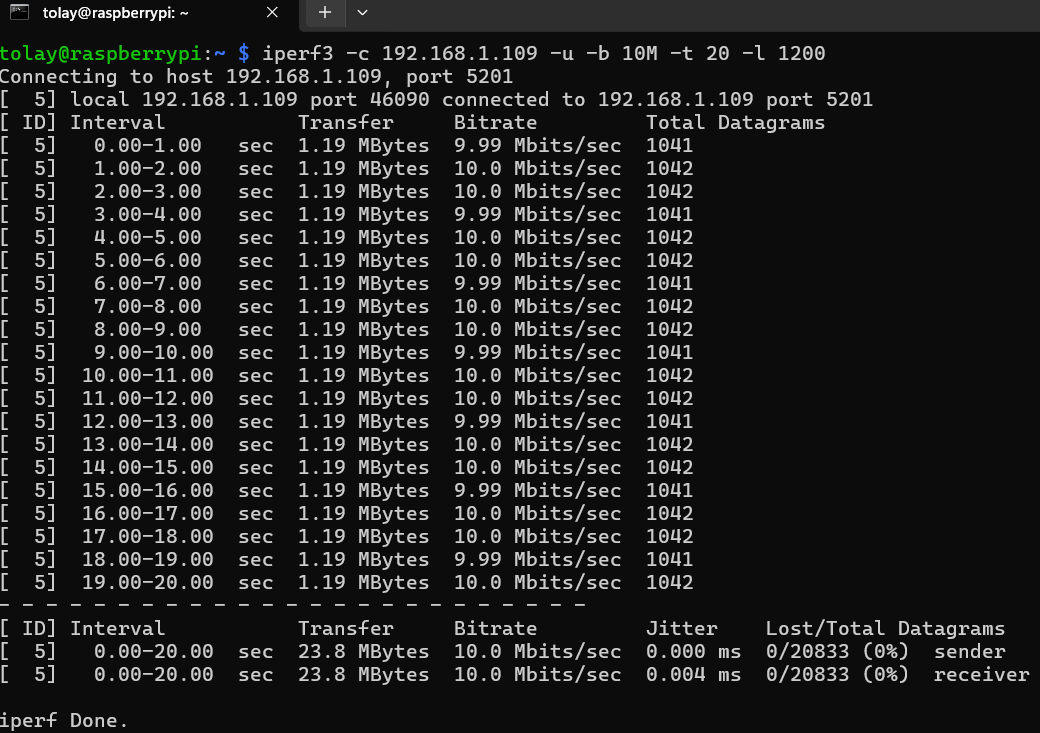 tolay@raspberrypi: ~
tolay@raspberrypi:~ $ iperf3 -c 192.168.1.109 -u -b 10M -t 20 -l 1200
Connecting to host 192.168.1.109, port 5201
[  5] local 192.168.1.109 port 46090 connected to 192.168.1.109 port 5201
[ ID] Interval           Transfer     Bitrate         Total Datagrams
[  5]   0.00-1.00   sec  1.19 MBytes  9.99 Mbits/sec  1041
[  5]   1.00-2.00   sec  1.19 MBytes  10.0 Mbits/sec  1042
[  5]   2.00-3.00   sec  1.19 MBytes  10.0 Mbits/sec  1042
[  5]   3.00-4.00   sec  1.19 MBytes  9.99 Mbits/sec  1041
[  5]   4.00-5.00   sec  1.19 MBytes  10.0 Mbits/sec  1042
[  5]   5.00-6.00   sec  1.19 MBytes  10.0 Mbits/sec  1042
[  5]   6.00-7.00   sec  1.19 MBytes  9.99 Mbits/sec  1041
[  5]   7.00-8.00   sec  1.19 MBytes  10.0 Mbits/sec  1042
[  5]   8.00-9.00   sec  1.19 MBytes  10.0 Mbits/sec  1042
[  5]   9.00-10.00  sec  1.19 MBytes  9.99 Mbits/sec  1041
[  5]  10.00-11.00  sec  1.19 MBytes  10.0 Mbits/sec  1042
[  5]  11.00-12.00  sec  1.19 MBytes  10.0 Mbits/sec  1042
[  5]  12.00-13.00  sec  1.19 MBytes  9.99 Mbits/sec  1041
[  5]  13.00-14.00  sec  1.19 MBytes  10.0 Mbits/sec  1042
[  5]  14.00-15.00  sec  1.19 MBytes  10.0 Mbits/sec  1042
[  5]  15.00-16.00  sec  1.19 MBytes  9.99 Mbits/sec  1041
[  5]  16.00-17.00  sec  1.19 MBytes  10.0 Mbits/sec  1042
[  5]  17.00-18.00  sec  1.19 MBytes  10.0 Mbits/sec  1042
[  5]  18.00-19.00  sec  1.19 MBytes  9.99 Mbits/sec  1041
[  5]  19.00-20.00  sec  1.19 MBytes  10.0 Mbits/sec  1042
- - - - - - - - - - - - - - - - - - - - - - - - -
[ ID] Interval           Transfer     Bitrate         Jitter    Lost/Total Datagrams
[  5]   0.00-20.00  sec  23.8 MBytes  10.0 Mbits/sec  0.000 ms  0/20833 (0%)  sender
[  5]   0.00-20.00  sec  23.8 MBytes  10.0 Mbits/sec  0.004 ms  0/20833 (0%)  receiver
iperf Done.